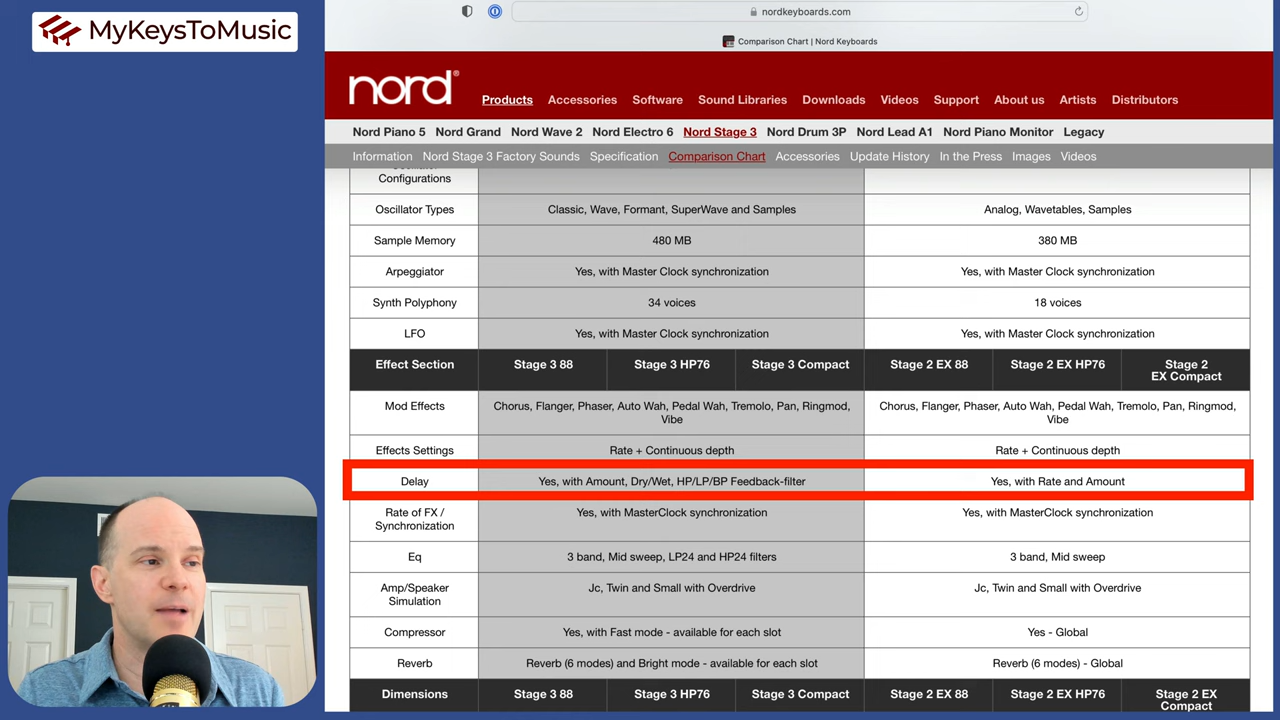 MyKeysToMusic
nordkeyboards.com
Comparison Chart | Nord Keyboards
nord®
Products Accessories Software Sound Libraries Downloads Videos Support About us Artists Distributors
Nord Piano 5 Nord Grand Nord Wave 2 Nord Electro 6 Nord Stage 3 Nord Drum 3P Nord Lead A1 Nord Piano Monitor Legacy
Information Nord Stage 3 Factory Sounds Specification Comparison Chart Accessories Update History In the Press Images Videos
Configurations
Oscillator Types Classic, Wave, Formant, SuperWave and Samples Analog, Wavetables, Samples
Sample Memory 480 MB 380 MB
Arpeggiator Yes, with Master Clock synchronization Yes, with Master Clock synchronization
Synth Polyphony 34 voices 18 voices
LFO Yes, with Master Clock synchronization Yes, with Master Clock synchronization
Effect Section Stage 3 88 Stage 3 HP76 Stage 3 Compact Stage 2 EX 88 Stage 2 EX HP76 Stage 2
EX Compact
Mod Effects Chorus, Flanger, Phaser, Auto Wah, Pedal Wah, Tremolo, Pan, Ringmod, Chorus, Flanger, Phaser, Auto Wah, Pedal Wah, Tremolo, Pan, Ringmod,
Vibe Vibe
Effects Settings Rate + Continuous depth Rate + Continuous depth
Delay Yes, with Amount, Dry/Wet, HP/LP/BP Feedback-filter Yes, with Rate and Amount
Rate of FX / Yes, with MasterClock synchronization Yes, with MasterClock synchronization
Synchronization
Eq 3 band, Mid sweep, LP24 and HP24 filters 3 band, Mid sweep
Amp/Speaker Jc, Twin and Small with Overdrive Jc, Twin and Small with Overdrive
Simulation
Compressor Yes, with Fast mode - available for each slot Yes - Global
Reverb Reverb (6 modes) and Bright mode - available for each slot Reverb (6 modes) - Global
Dimensions Stage 3 88 Stage 3 HP76 Stage 3 Compact Stage 2 EX 88 Stage 2 EX HP76 Stage 2 EX
Compact